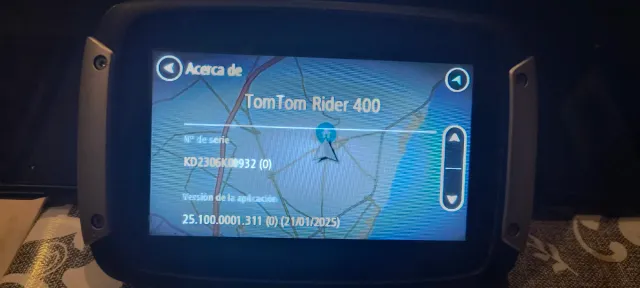 Acerca de
TomTom Rider 400
Nº de serie
KD2306K00932 (0)
Versión de la aplicación
25.100.0001.311 (0) (21/01/2025)